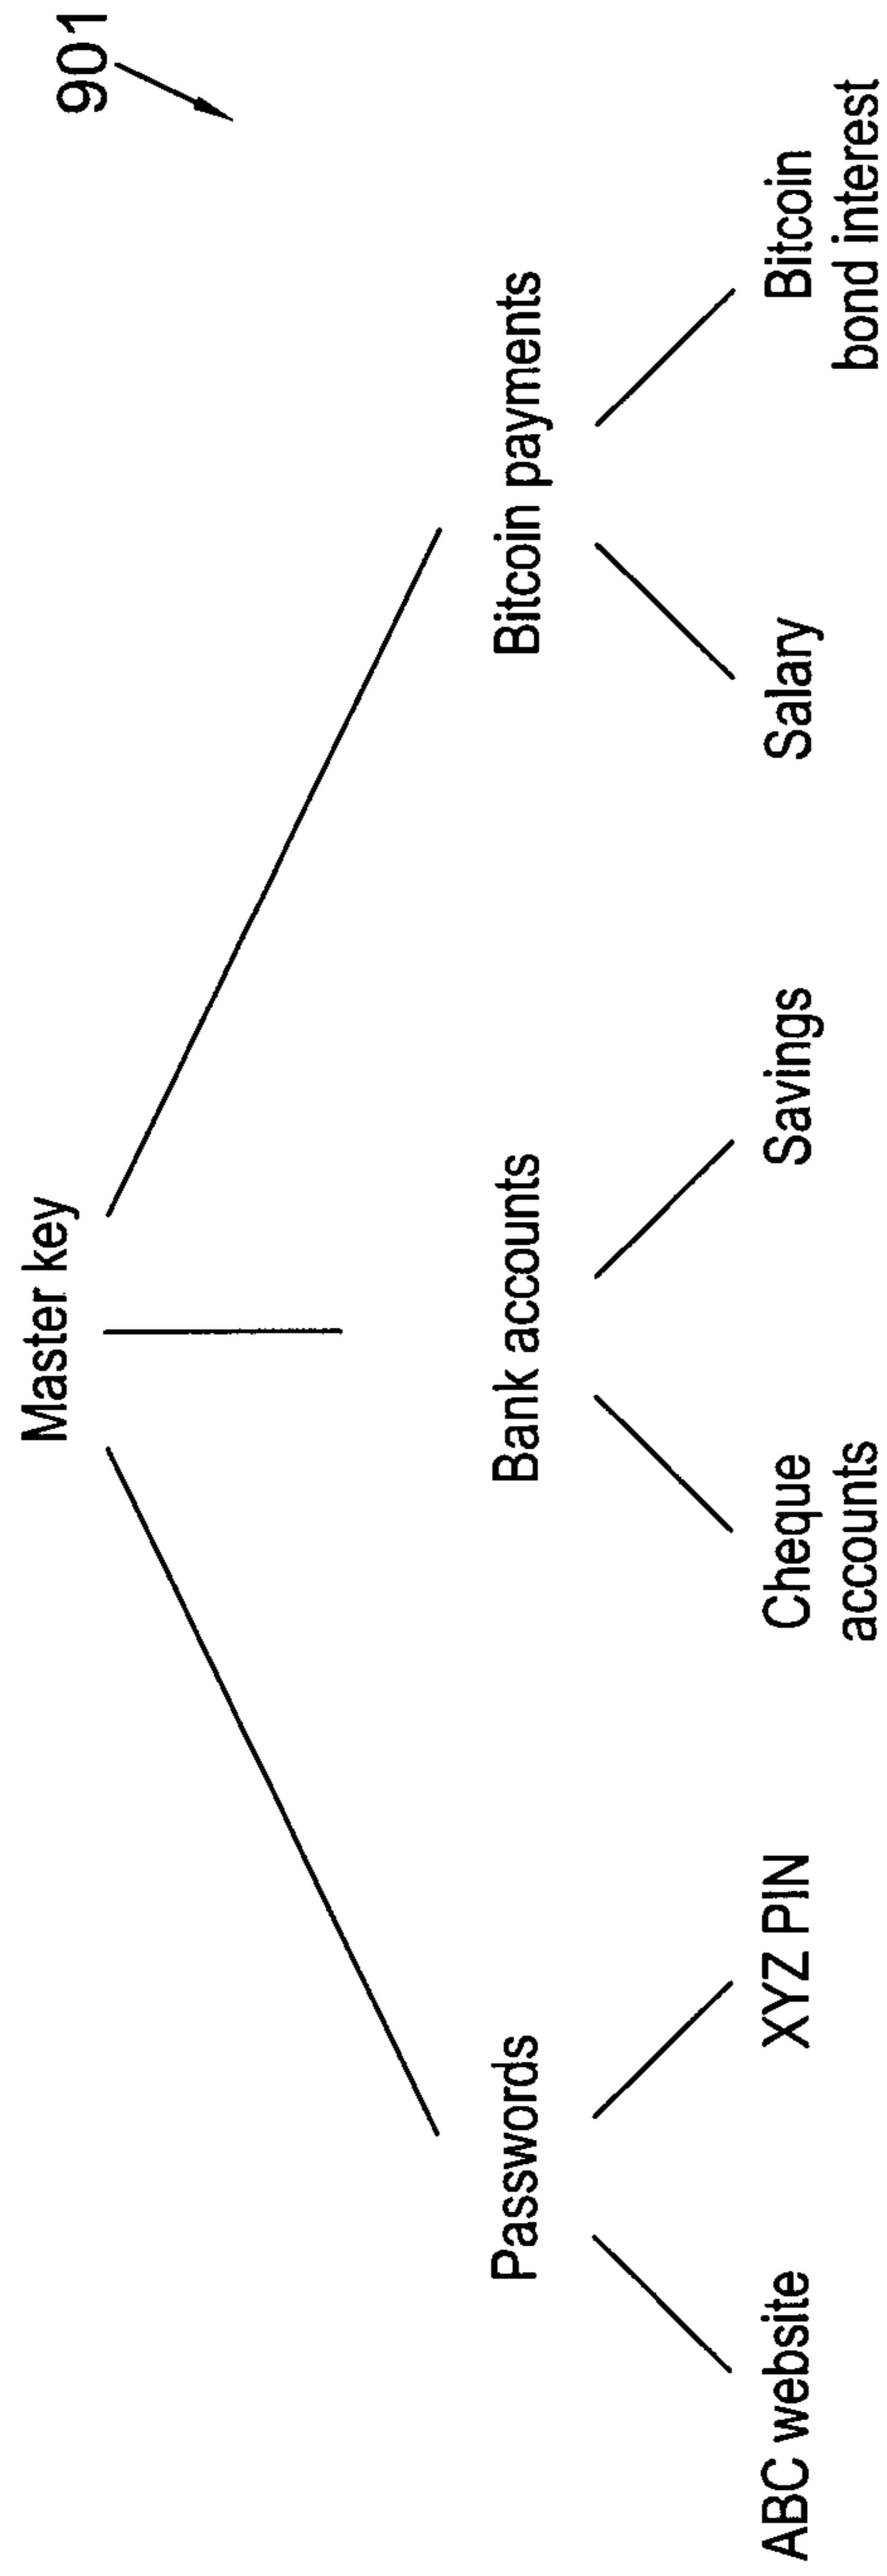 901
Master key
Passwords
Bank accounts
Bitcoin payments
ABC website
XYZ PIN
Cheque
accounts
Savings
Salary
Bitcoin
bond interest